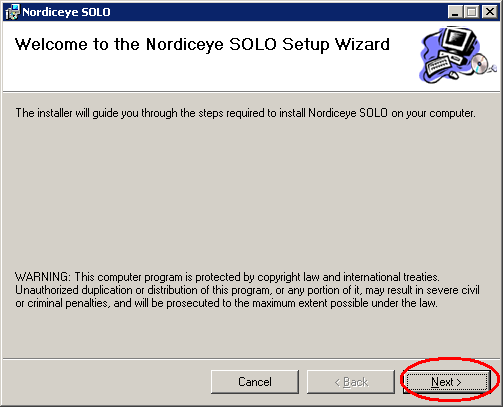 Nordiceye SOLO
Welcome to the Nordiceye SOLO Setup Wizard
The installer will guide you through the steps required to install Nordiceye SOLO on your computer.
WARNING: This computer program is protected by copyright law and international treaties.
Unauthorized duplication or distribution of this program, or any portion of it, may result in severe civil
or criminal penalties, and will be prosecuted to the maximum extent possible under the law.
Cancel
< Back
Next >